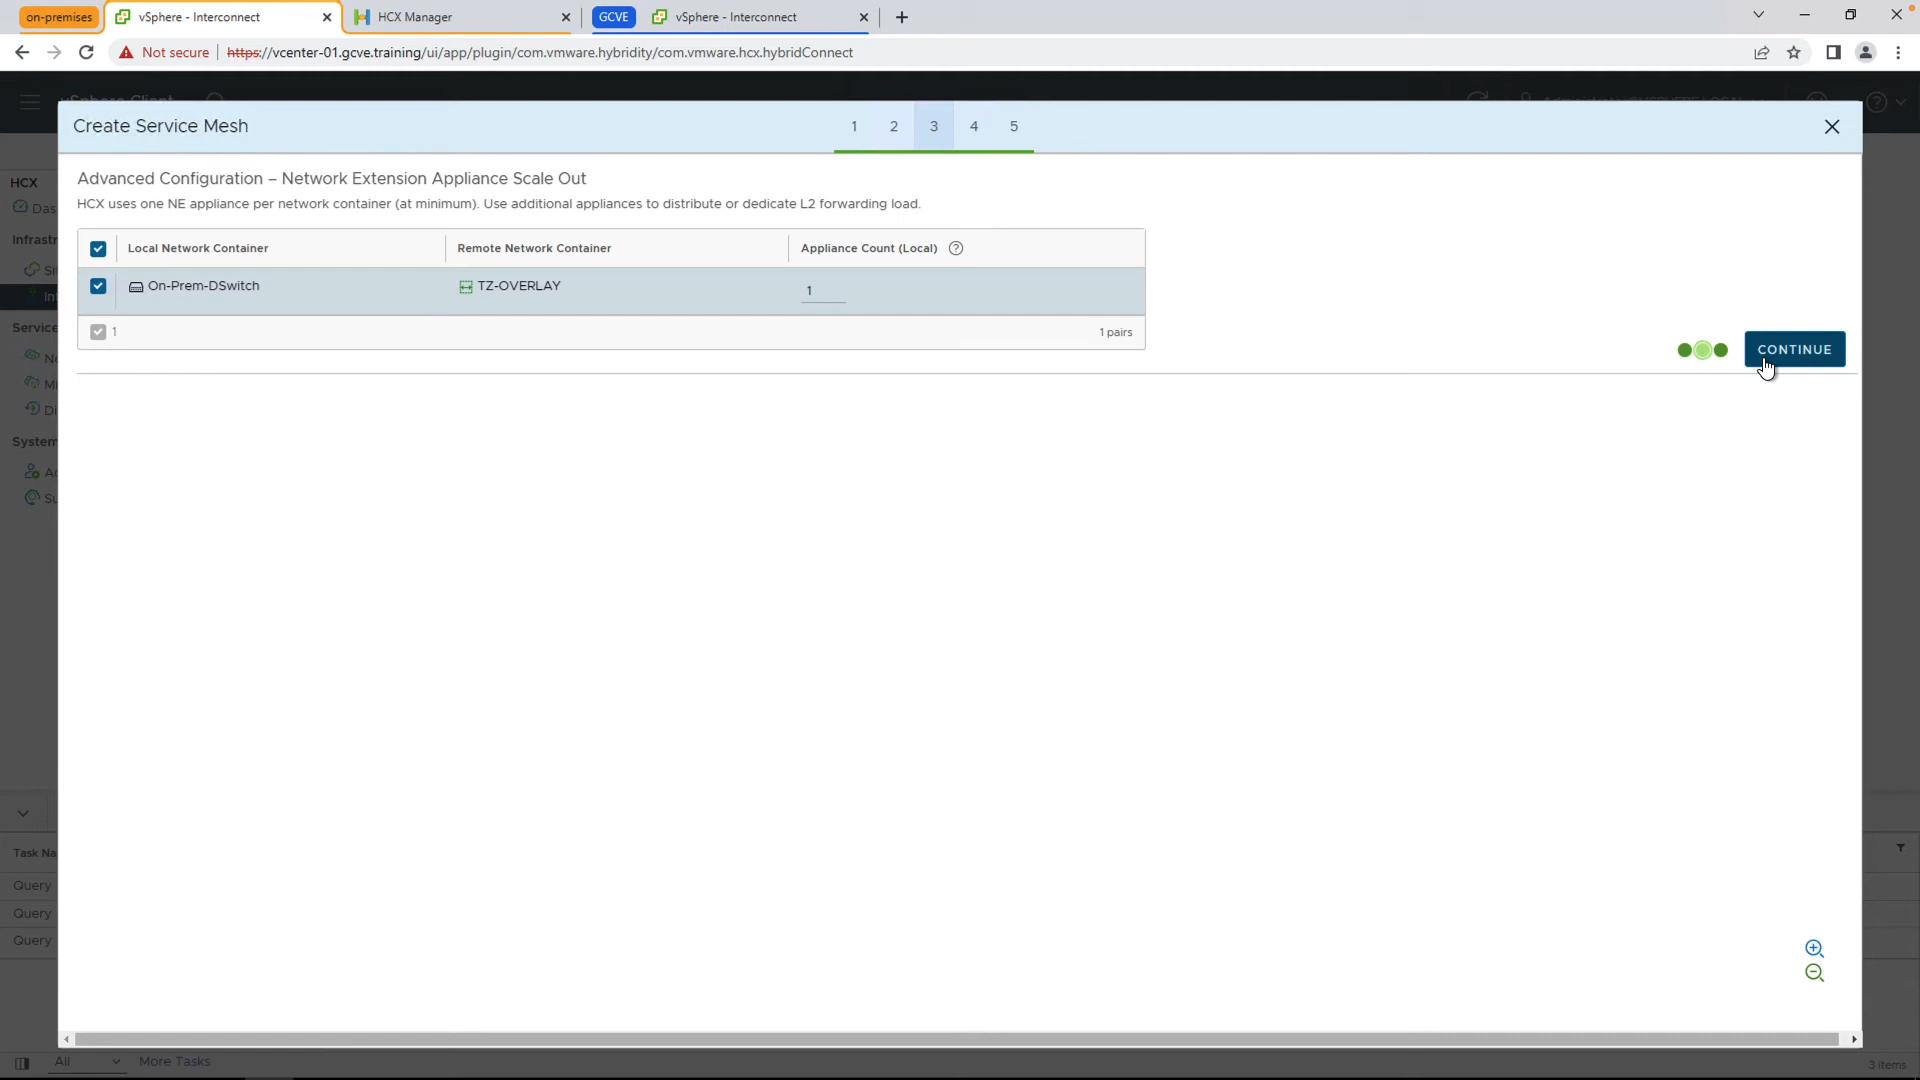 on-premises
vSphere - Interconnect
HCX Manager
GCVE
vSphere - Interconnect
Not secure
https://vcenter-01.gcve.training/ui/app/plugin/com.vmware.hybridity/com.vmware.hcx.hybridConnect
vSphere Client
Create Service Mesh
1 2 3 4 5
Advanced Configuration – Network Extension Appliance Scale Out
HCX uses one NE appliance per network container (at minimum). Use additional appliances to distribute or dedicate L2 forwarding load.
Local Network Container
Remote Network Container
Appliance Count (Local)
On-Prem-DSwitch
TZ-OVERLAY
1
1
1 pairs
CONTINUE
HCX
Das
Infrastr
Si
In
Service
Ne
Mi
Di
System
Ad
Su
Task Na
Query
Query
Query
All
More Tasks
3 items